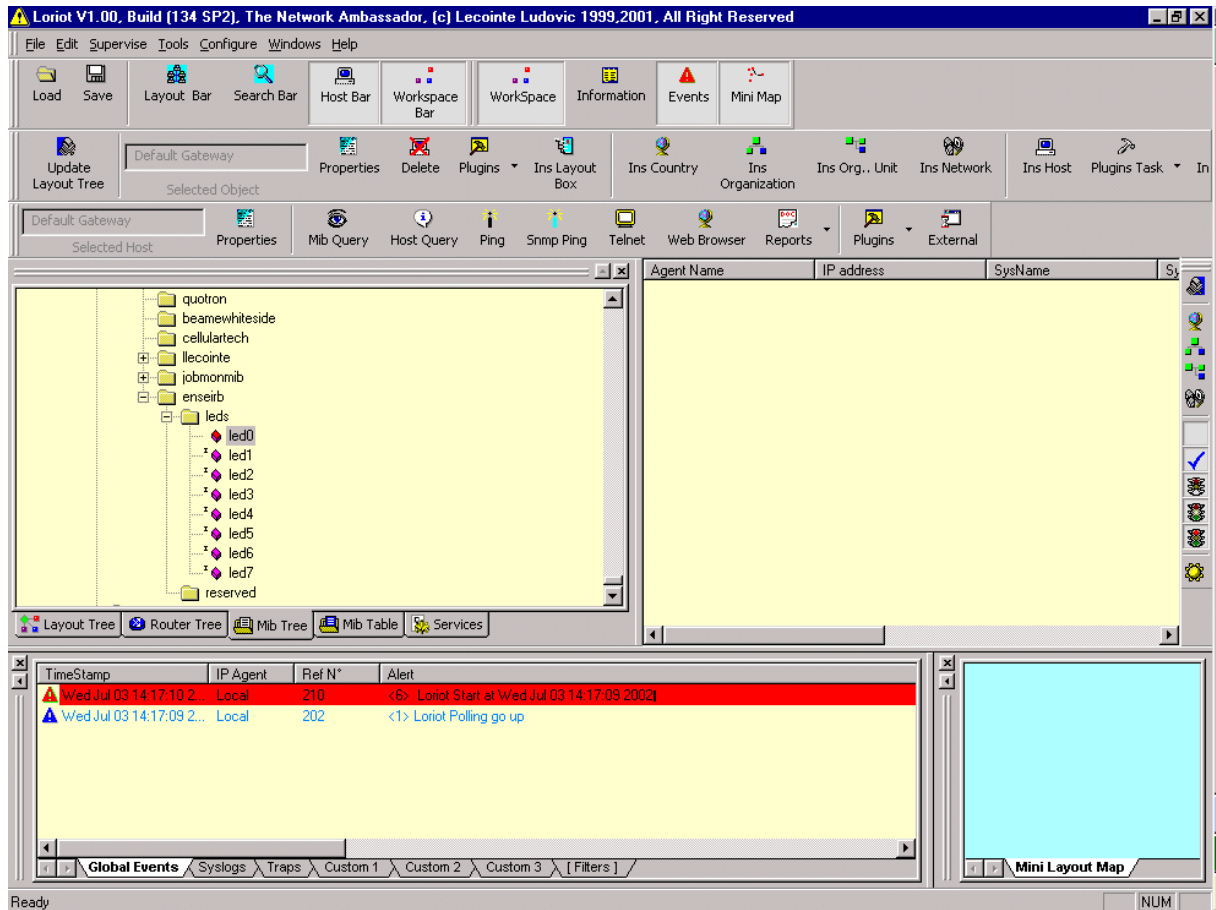 Loriot V1.00, Build (134 SP2), The Network Ambassador, (c) Lecointe Ludovic 1999,2001, All Right Reserved
File Edit Supervise Tools Configure Windows Help
Load Save Layout Bar Search Bar Host Bar Workspace Bar WorkSpace Information Events Mini Map
Update Layout Tree Default Gateway Selected Object Properties Delete Plugins Ins Layout Box Ins Country Ins Organization Ins Org.. Unit Ins Network Ins Host Plugins Task In
Default Gateway Selected Host Properties Mib Query Host Query Ping Snmp Ping Telnet Web Browser Reports Plugins External
Agent Name IP address SysName Sy
quotron
beamewhiteside
cellulartech
llecointe
jobmonmib
enseirb
leds
led0
led1
led2
led3
led4
led5
led6
led7
reserved
Layout Tree Router Tree Mib Tree Mib Table Services
TimeStamp IP Agent Ref N° Alert
Wed Jul 03 14:17:10 2... Local 210 <6> Loriot Start at Wed Jul 03 14:17:09 2002|
Wed Jul 03 14:17:09 2... Local 202 <1> Loriot Polling go up
Global Events Syslogs Traps Custom 1 Custom 2 Custom 3 [ Filters ]
Mini Layout Map
Ready NUM